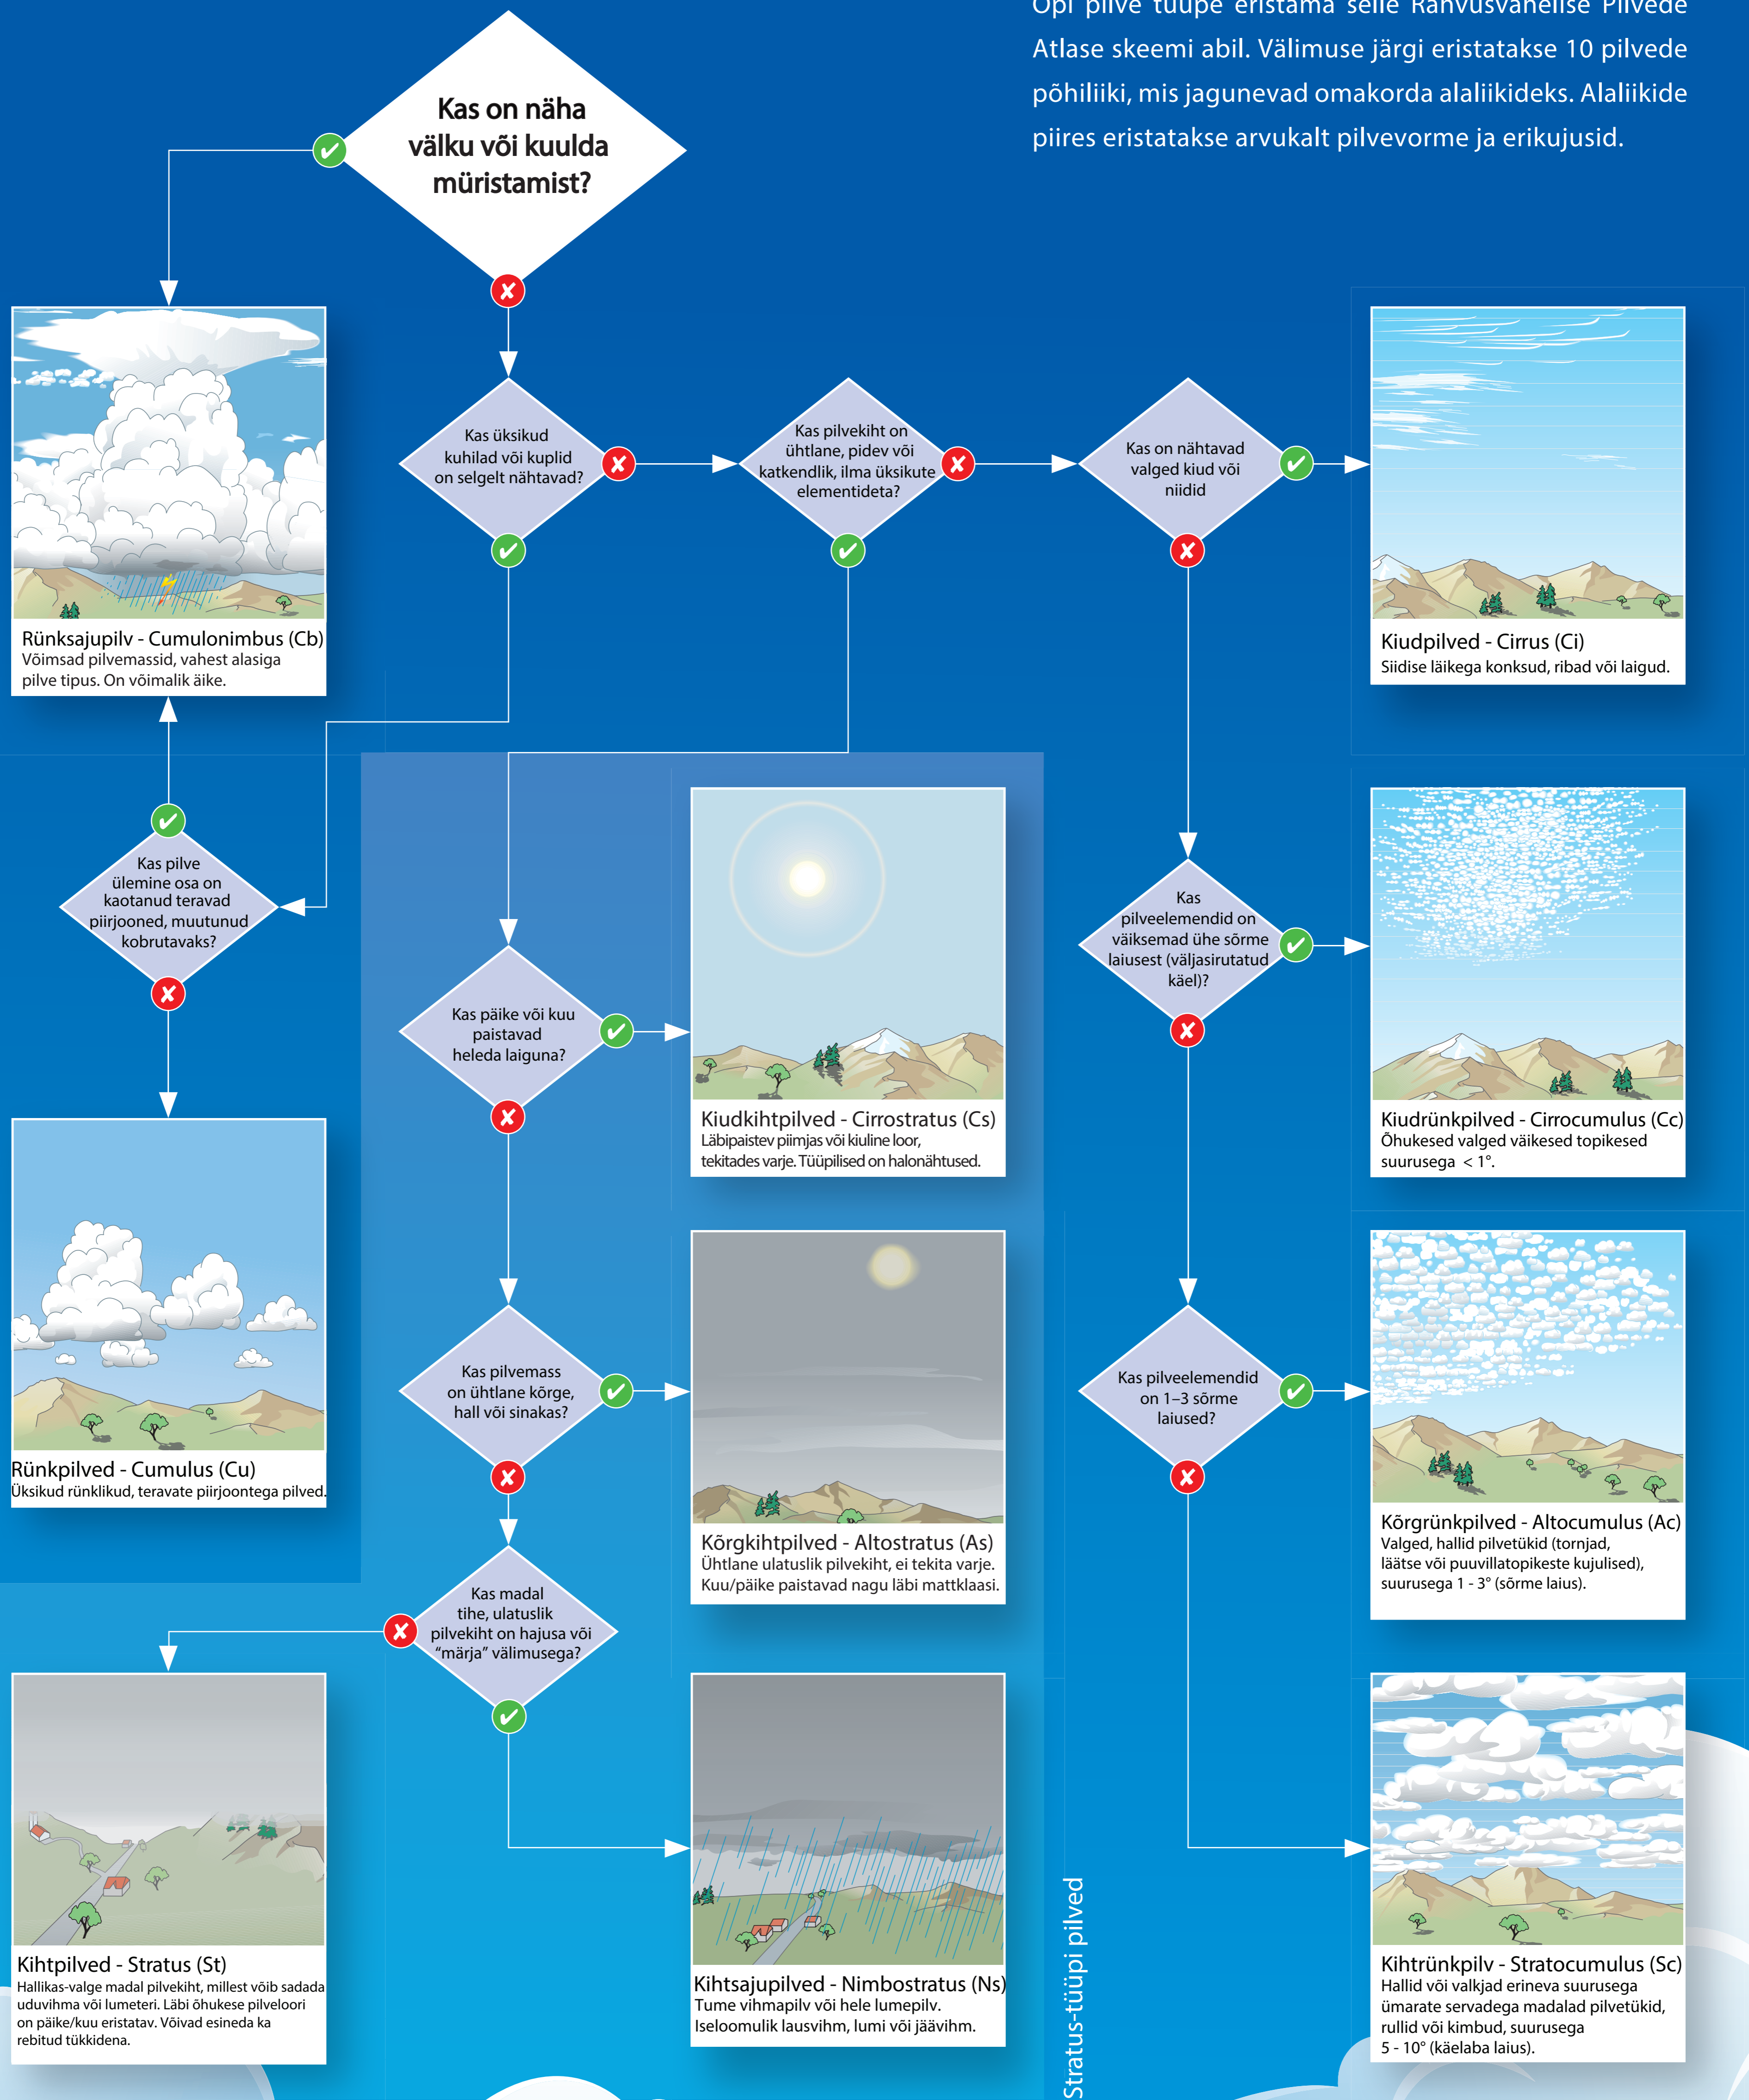 Õpi pilve tüüpe eristama selle Rahvusvahelise Pilvede
Atlase skeemi abil. Välimuse järgi eristatakse 10 pilvede
põhiliiki, mis jagunevad omakorda alaliikideks. Alaliikide
piires eristatakse arvukalt pilvevorme ja erikujusid.
Kas on näha
välku või kuulda
müristamist?
Rünksajupilv - Cumulonimbus (Cb)
Võimsad pilvemassid, vahest alasiga
pilve tipus. On võimalik äike.
Kas üksikud
kuhilad või kuplid
on selgelt nähtavad?
Kas pilvekiht on
ühtlane, pidev või
katkendlik, ilma üksikute
elementideta?
Kas on nähtavad
valged kiud või
niidid
Kiudpilved - Cirrus (Ci)
Siidise läikega konksud, ribad või laigud.
Kas pilve
ülemine osa on
kaotanud teravad
piirjooned, muutunud
kobrutavaks?
Kas päike või kuu
paistavad
heleda laiguna?
Kiudkihtpilved - Cirrostratus (Cs)
Läbipaistev piimjas või kiuline loor,
tekitades varje. Tüüpilised on halonähtused.
Kas
pilveelemendid on
väiksemad ühe sõrme
laiusest (väljasirutatud
käel)?
Kiudrünkpilved - Cirrocumulus (Cc)
Õhukesed valged väikesed topikesed
suurusega < 1°.
Rünkpilved - Cumulus (Cu)
Üksikud rünklikud, teravate piirjoontega pilved.
Kas pilvemass
on ühtlane kõrge,
hall või sinakas?
Kõrgkihtpilved - Altostratus (As)
Ühtlane ulatuslik pilvekiht, ei tekita varje.
Kuu/päike paistavad nagu läbi mattklaasi.
Kas pilveelemendid
on 1–3 sõrme
laiused?
Kõrgrünkpilved - Altocumulus (Ac)
Valged, hallid pilvetükid (tornjad,
läätse või puuvillatopikeste kujulised),
suurusega 1 - 3° (sõrme laius).
Kas madal
tihe, ulatuslik
pilvekiht on hajusa või
“märja” välimusega?
Kihtpilved - Stratus (St)
Hallikas-valge madal pilvekiht, millest võib sadada
uduvihma või lumeteri. Läbi õhukese pilveloori
on päike/kuu eristatav. Võivad esineda ka
rebitud tükkidena.
Kihtsajupilved - Nimbostratus (Ns)
Tume vihmapilv või hele lumepilv.
Iseloomulik lausvihm, lumi või jäävihm.
Stratus-tüüpi pilved
Kihtrünkpilv - Stratocumulus (Sc)
Hallid või valkjad erineva suurusega
ümarate servadega madalad pilvetükid,
rullid või kimbud, suurusega
5 - 10° (käelaba laius).